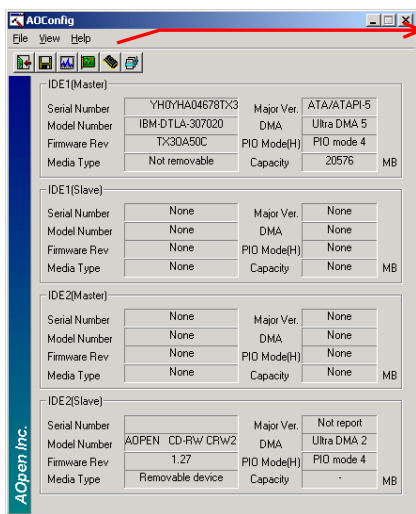 AOConfig
File View Help
IDE1(Master)
Serial Number YH0YHA04678TX3 Major Ver. ATA/ATAPI-5
Model Number IBM-DTLA-307020 DMA Ultra DMA 5
Firmware Rev TX3OA50C PIO Mode(H) PIO mode 4
Media Type Not removable Capacity 20576 MB
IDE1(Slave)
Serial Number None Major Ver. None
Model Number None DMA None
Firmware Rev None PIO Mode(H) None
Media Type None Capacity None MB
IDE2(Master)
Serial Number None Major Ver. None
Model Number None DMA None
Firmware Rev None PIO Mode(H) None
Media Type None Capacity None MB
IDE2(Slave)
Serial Number Major Ver. Not report
Model Number AOPEN CD-RW CRW2 DMA Ultra DMA 2
Firmware Rev 1.27 PIO Mode(H) PIO mode 4
Media Type Removable device Capacity - MB
AOpen Inc.